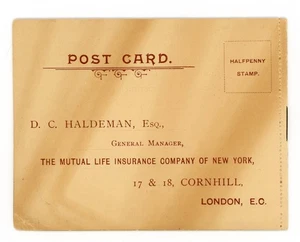 POST CARD.
HALFPENNY
STAMP.
D. C. HALDEMAN, Esq.,
GENERAL MANAGER,
THE MUTUAL LIFE INSURANCE COMPANY OF NEW YORK,
17 & 18, CORNHILL,
LONDON, E.C.